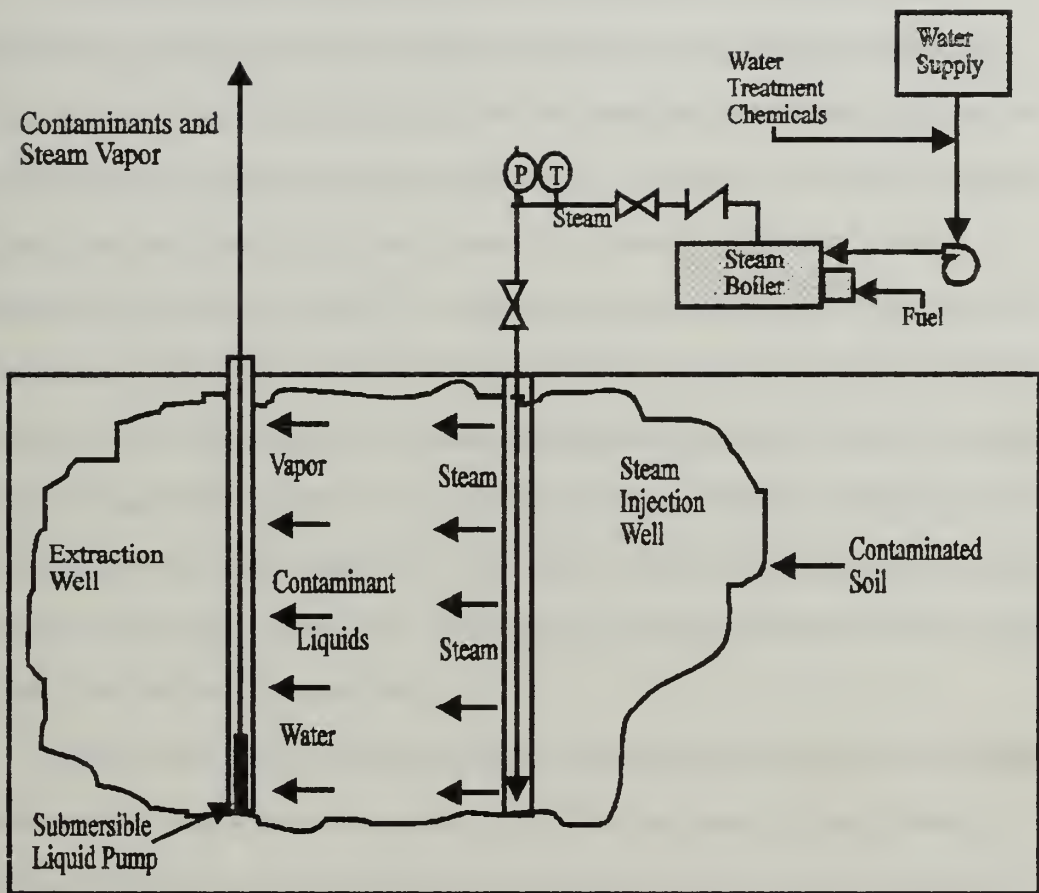 Water
Supply
Water
Treatment
Chemicals
Contaminants and
Steam Vapor
P T
Steam
Steam
Boiler
Fuel
Vapor
Steam
Steam
Injection
Well
Extraction
Well
Contaminant
Liquids
Steam
Contaminated
Soil
Water
Submersible
Liquid Pump